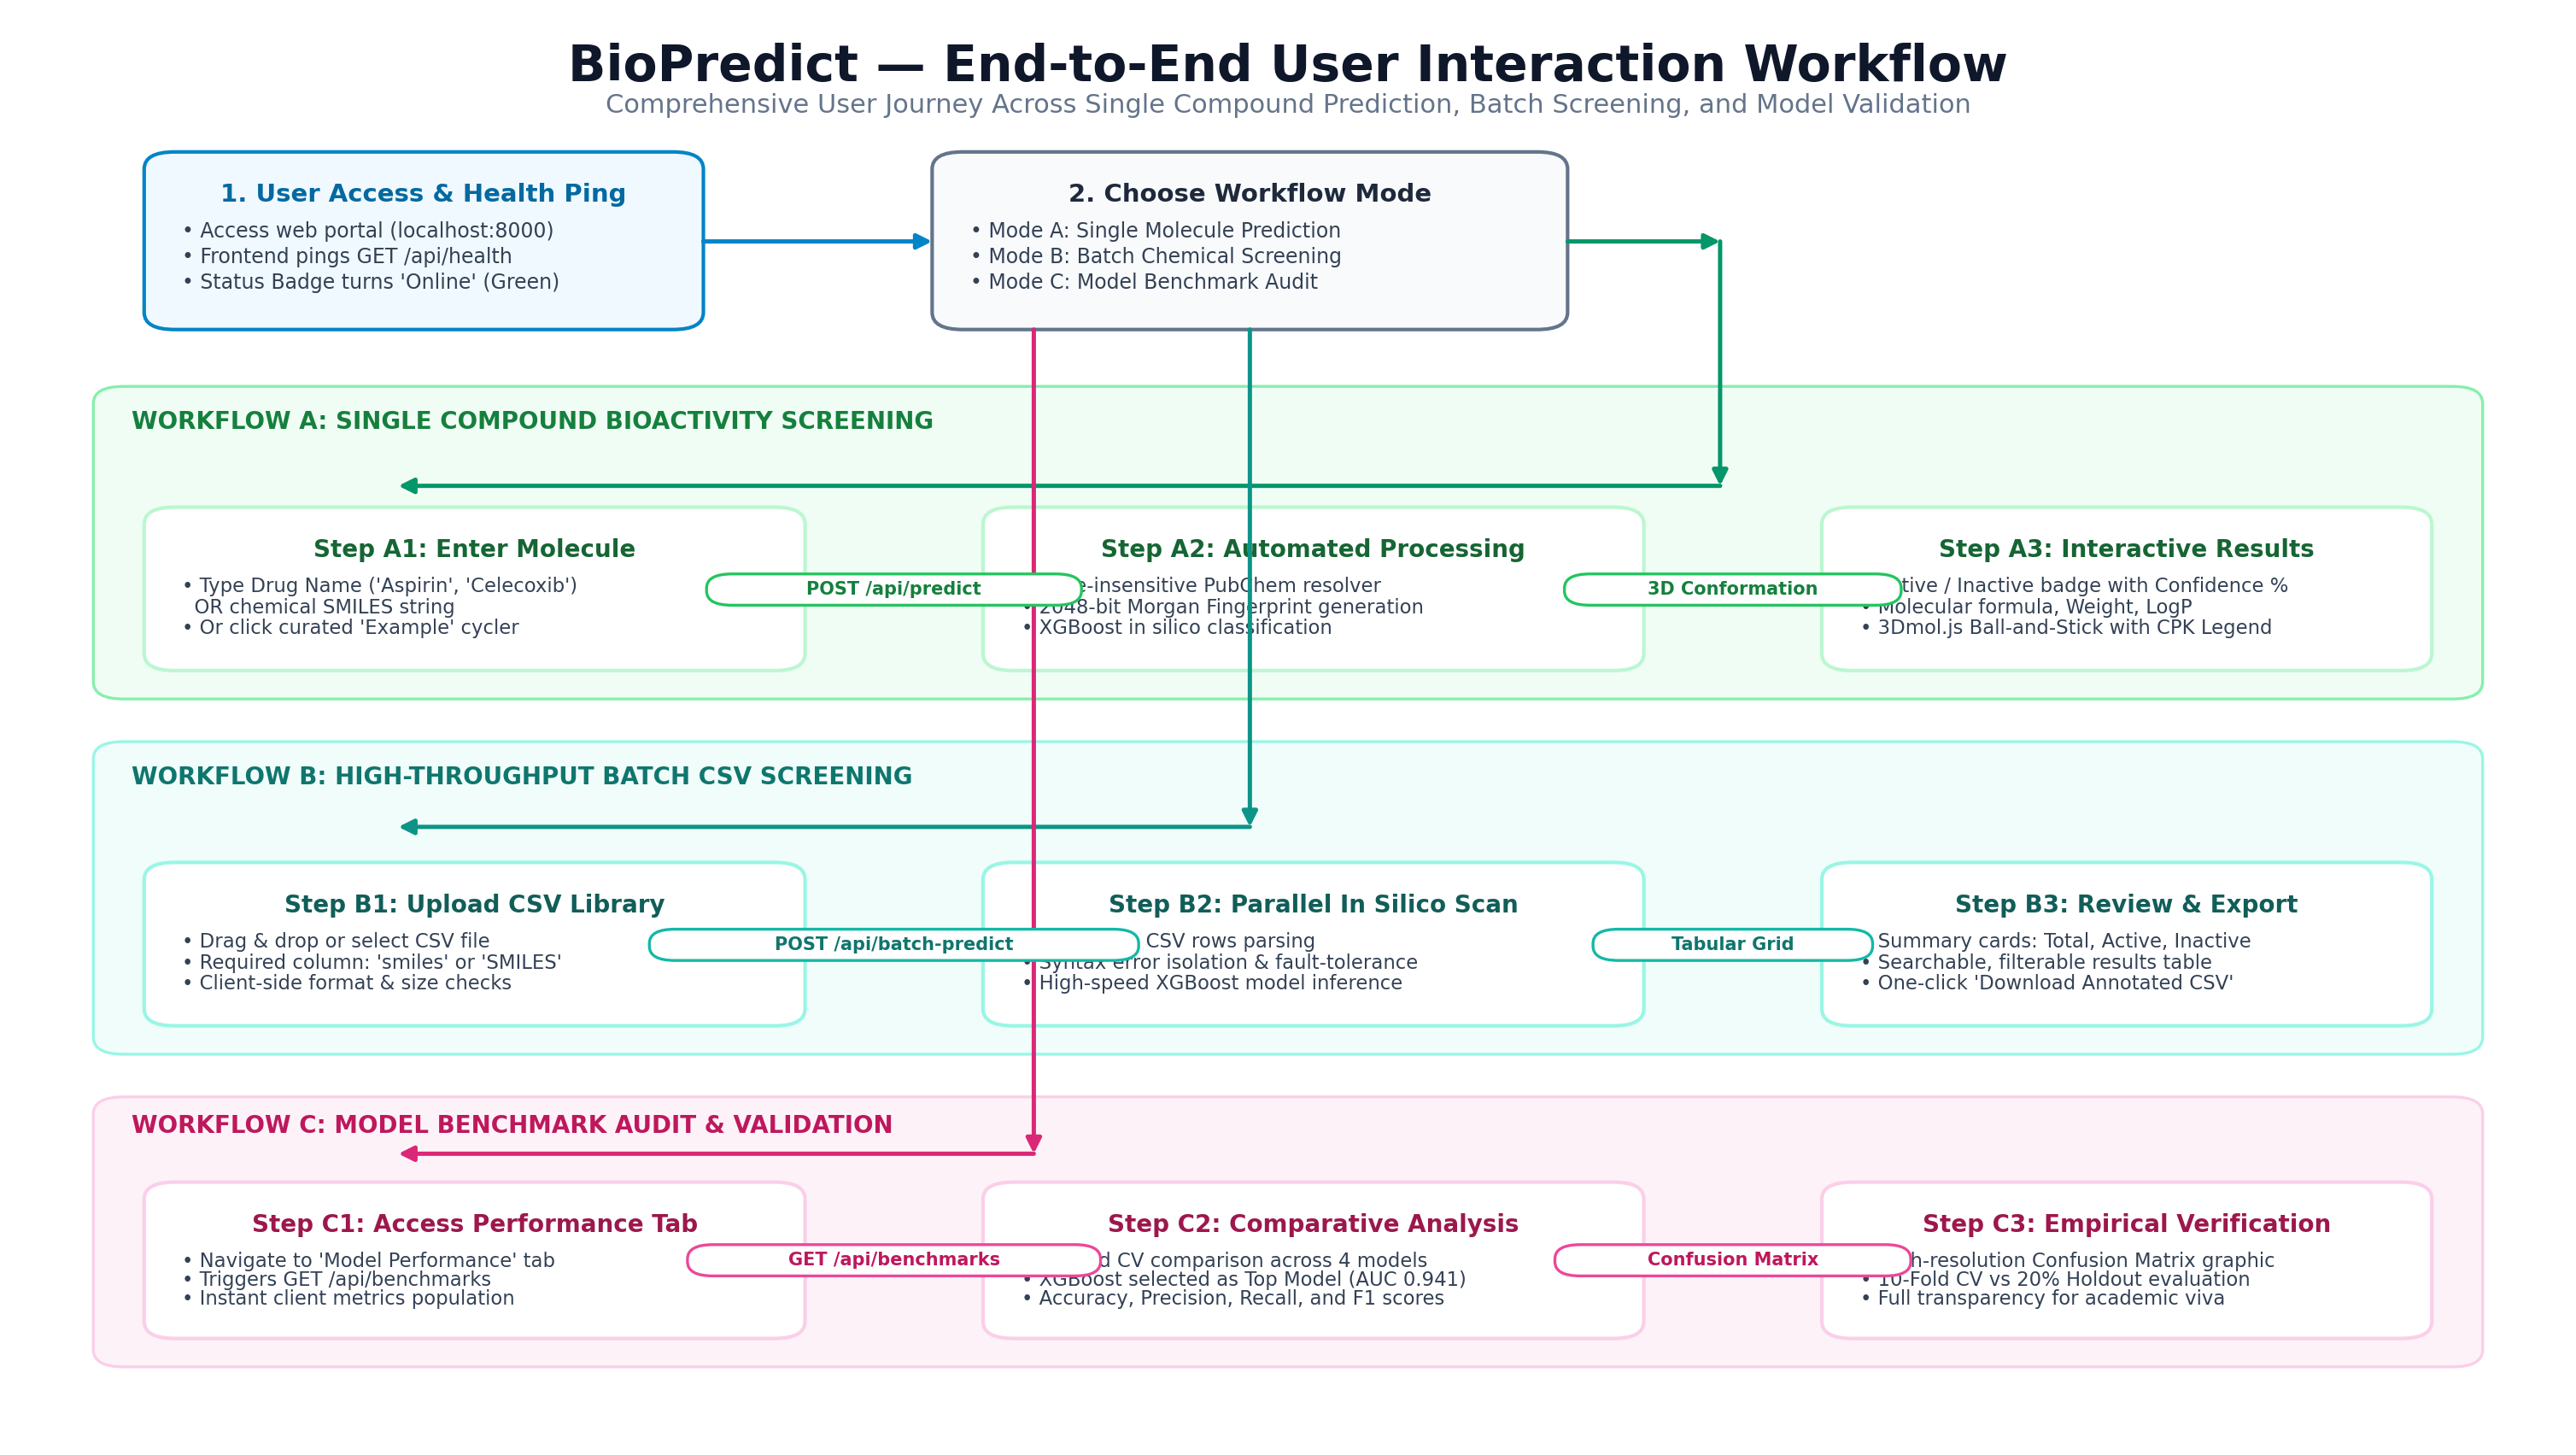 BioPredict — End-to-End User Interaction Workflow
Comprehensive User Journey Across Single Compound Prediction, Batch Screening, and Model Validation
1. User Access & Health Ping
• Access web portal (localhost:8000)
• Frontend pings GET /api/health
• Status Badge turns 'Online' (Green)
2. Choose Workflow Mode
• Mode A: Single Molecule Prediction
• Mode B: Batch Chemical Screening
• Mode C: Model Benchmark Audit
WORKFLOW A: SINGLE COMPOUND BIOACTIVITY SCREENING
Step A1: Enter Molecule
• Type Drug Name ('Aspirin', 'Celecoxib')
OR chemical SMILES string
• Or click curated 'Example' cycler
POST /api/predict
Step A2: Automated Processing
-insensitive PubChem resolver
• 2048-bit Morgan Fingerprint generation
• XGBoost in silico classification
3D Conformation
Step A3: Interactive Results
/ Inactive badge with Confidence %
• Molecular formula, Weight, LogP
• 3Dmol.js Ball-and-Stick with CPK Legend
WORKFLOW B: HIGH-THROUGHPUT BATCH CSV SCREENING
Step B1: Upload CSV Library
• Drag & drop or select CSV file
• Required column: 'smiles' or 'SMILES'
• Client-side format & size checks
POST /api/batch-predict
Step B2: Parallel In Silico Scan
CSV rows parsing
• Syntax error isolation & fault-tolerance
• High-speed XGBoost model inference
Tabular Grid
Step B3: Review & Export
Summary cards: Total, Active, Inactive
• Searchable, filterable results table
• One-click 'Download Annotated CSV'
WORKFLOW C: MODEL BENCHMARK AUDIT & VALIDATION
Step C1: Access Performance Tab
• Navigate to 'Model Performance' tab
• Triggers GET /api/benchmarks
• Instant client metrics population
GET /api/benchmarks
Step C2: Comparative Analysis
CV comparison across 4 models
• XGBoost selected as Top Model (AUC 0.941)
• Accuracy, Precision, Recall, and F1 scores
Confusion Matrix
Step C3: Empirical Verification
-resolution Confusion Matrix graphic
• 10-Fold CV vs 20% Holdout evaluation
• Full transparency for academic viva